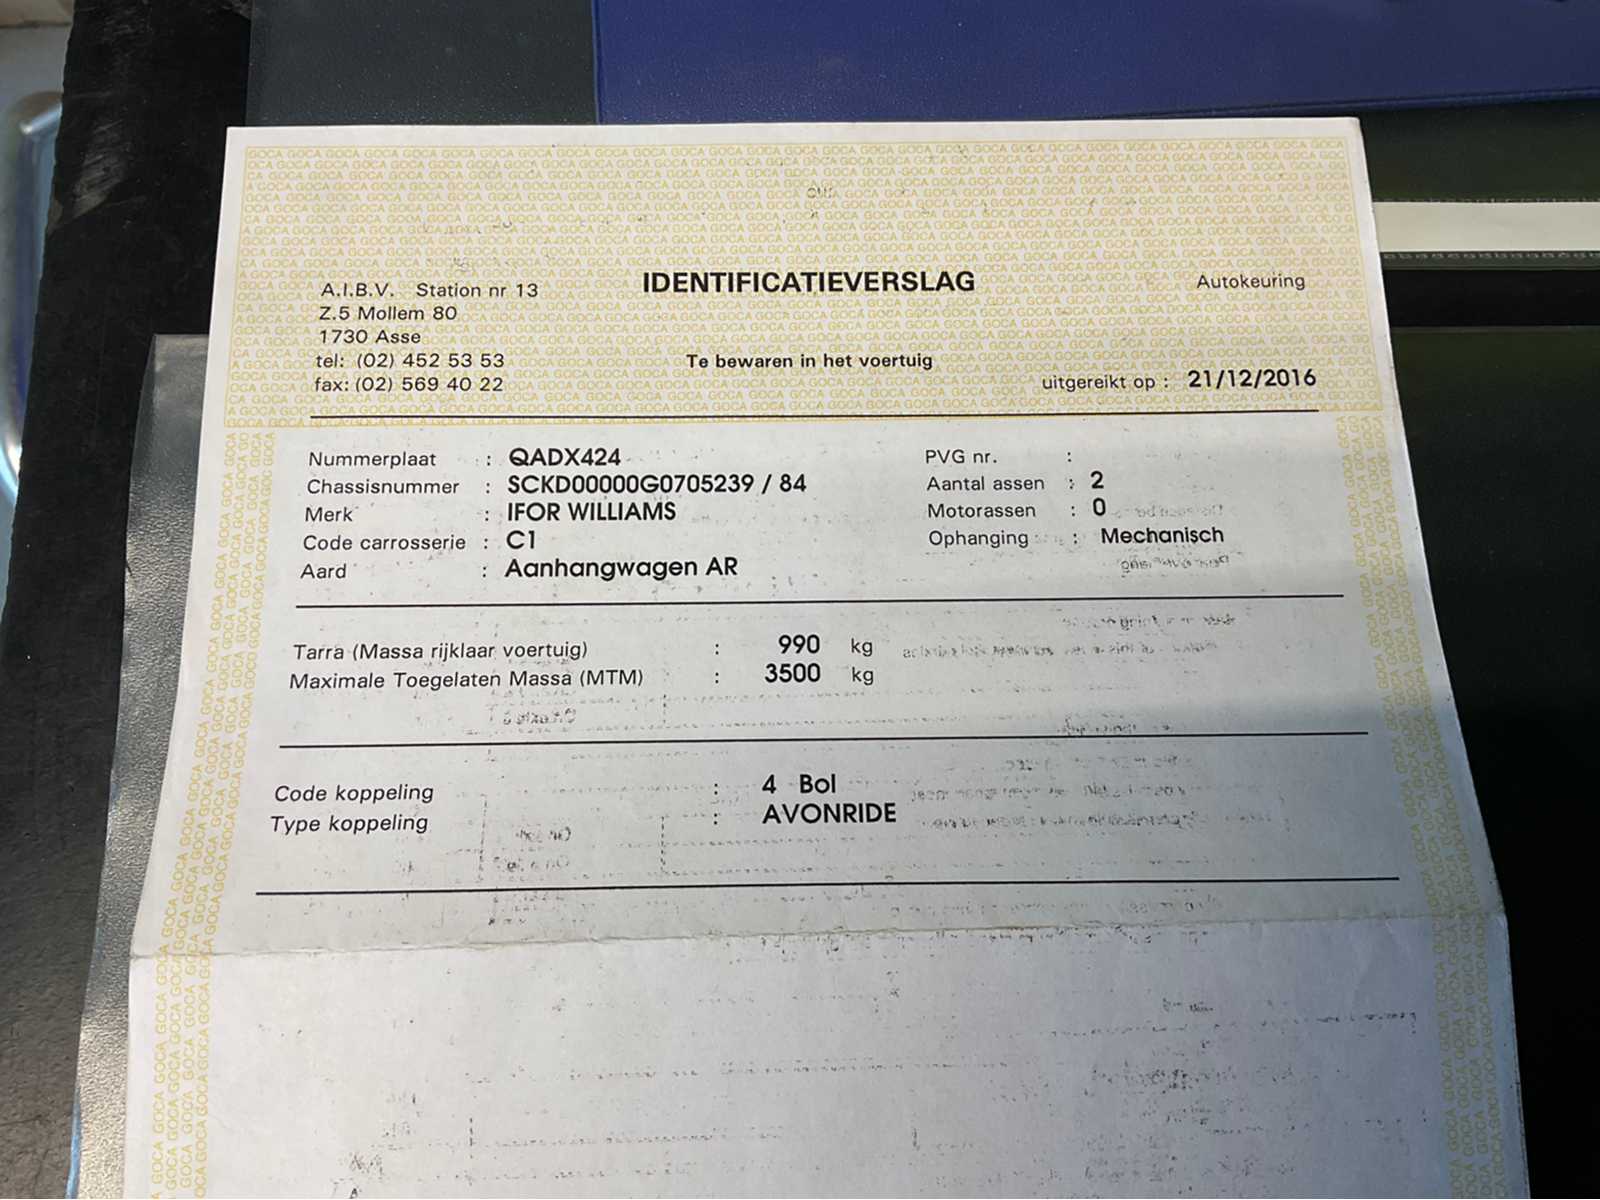 A.I.B.V. Station nr 13
Z.5 Mollem 80
1730 Asse
tel: (02) 452 53 53
fax: (02) 569 40 22
IDENTIFICATIEVERSLAG
Te bewaren in het voertuig
Autokeuring
uitgereikt op : 21/12/2016
Nummerplaat : QADX424
Chassisnummer : SCKD00000G0705239 / 84
Merk : IFOR WILLIAMS
Code carrosserie : C1
Aard : Aanhangwagen AR
PVG nr. :
Aantal assen : 2
Motorassen : 0
Ophanging : Mechanisch
Tarra (Massa rijklaar voertuig) : 990 kg
Maximale Toegelaten Massa (MTM) : 3500 kg
Code koppeling : 4 Bol
Type koppeling : AVONRIDE